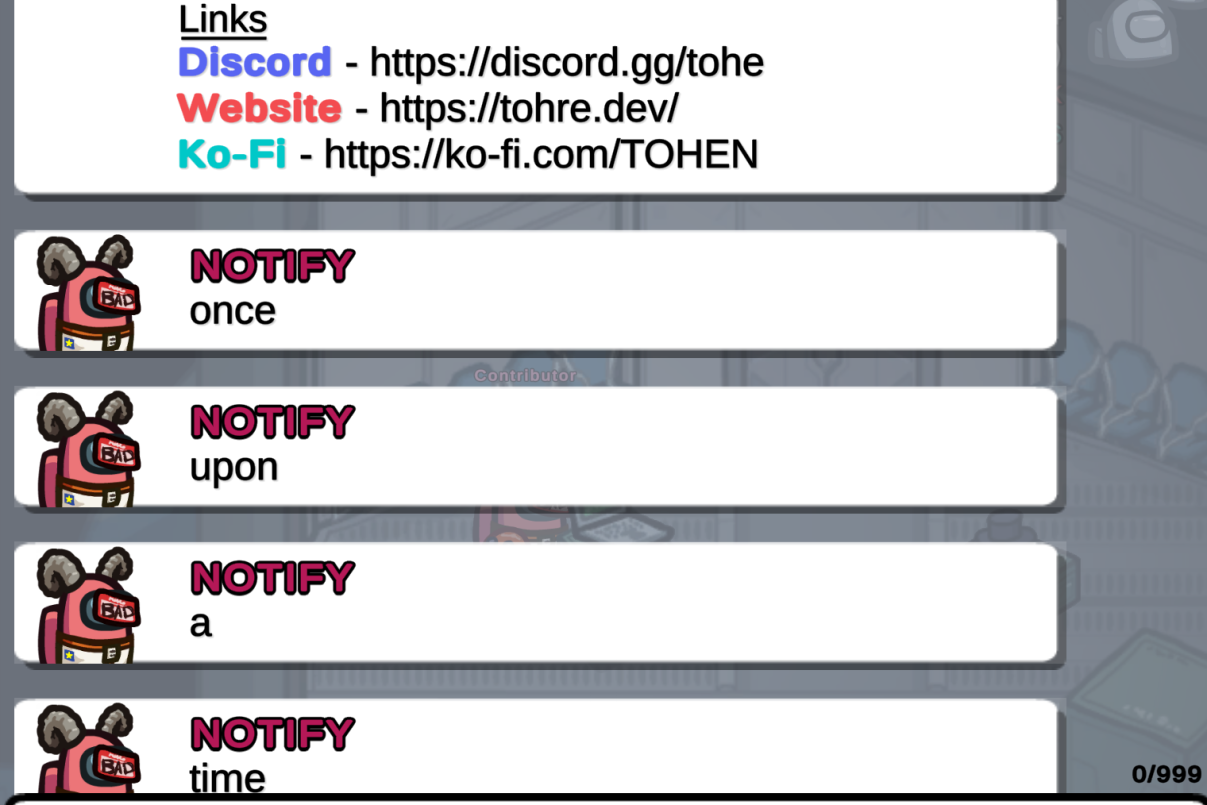 Links
Discord - https://discord.gg/tohe
Website - https://tohre.dev/
Ko-Fi - https://ko-fi.com/TOHEN
NOTIFY
BAD
once
Contributor
NOTIFY
BAD
upon
NOTIFY
BAD
a
NOTIFY
BAD
time
0/999